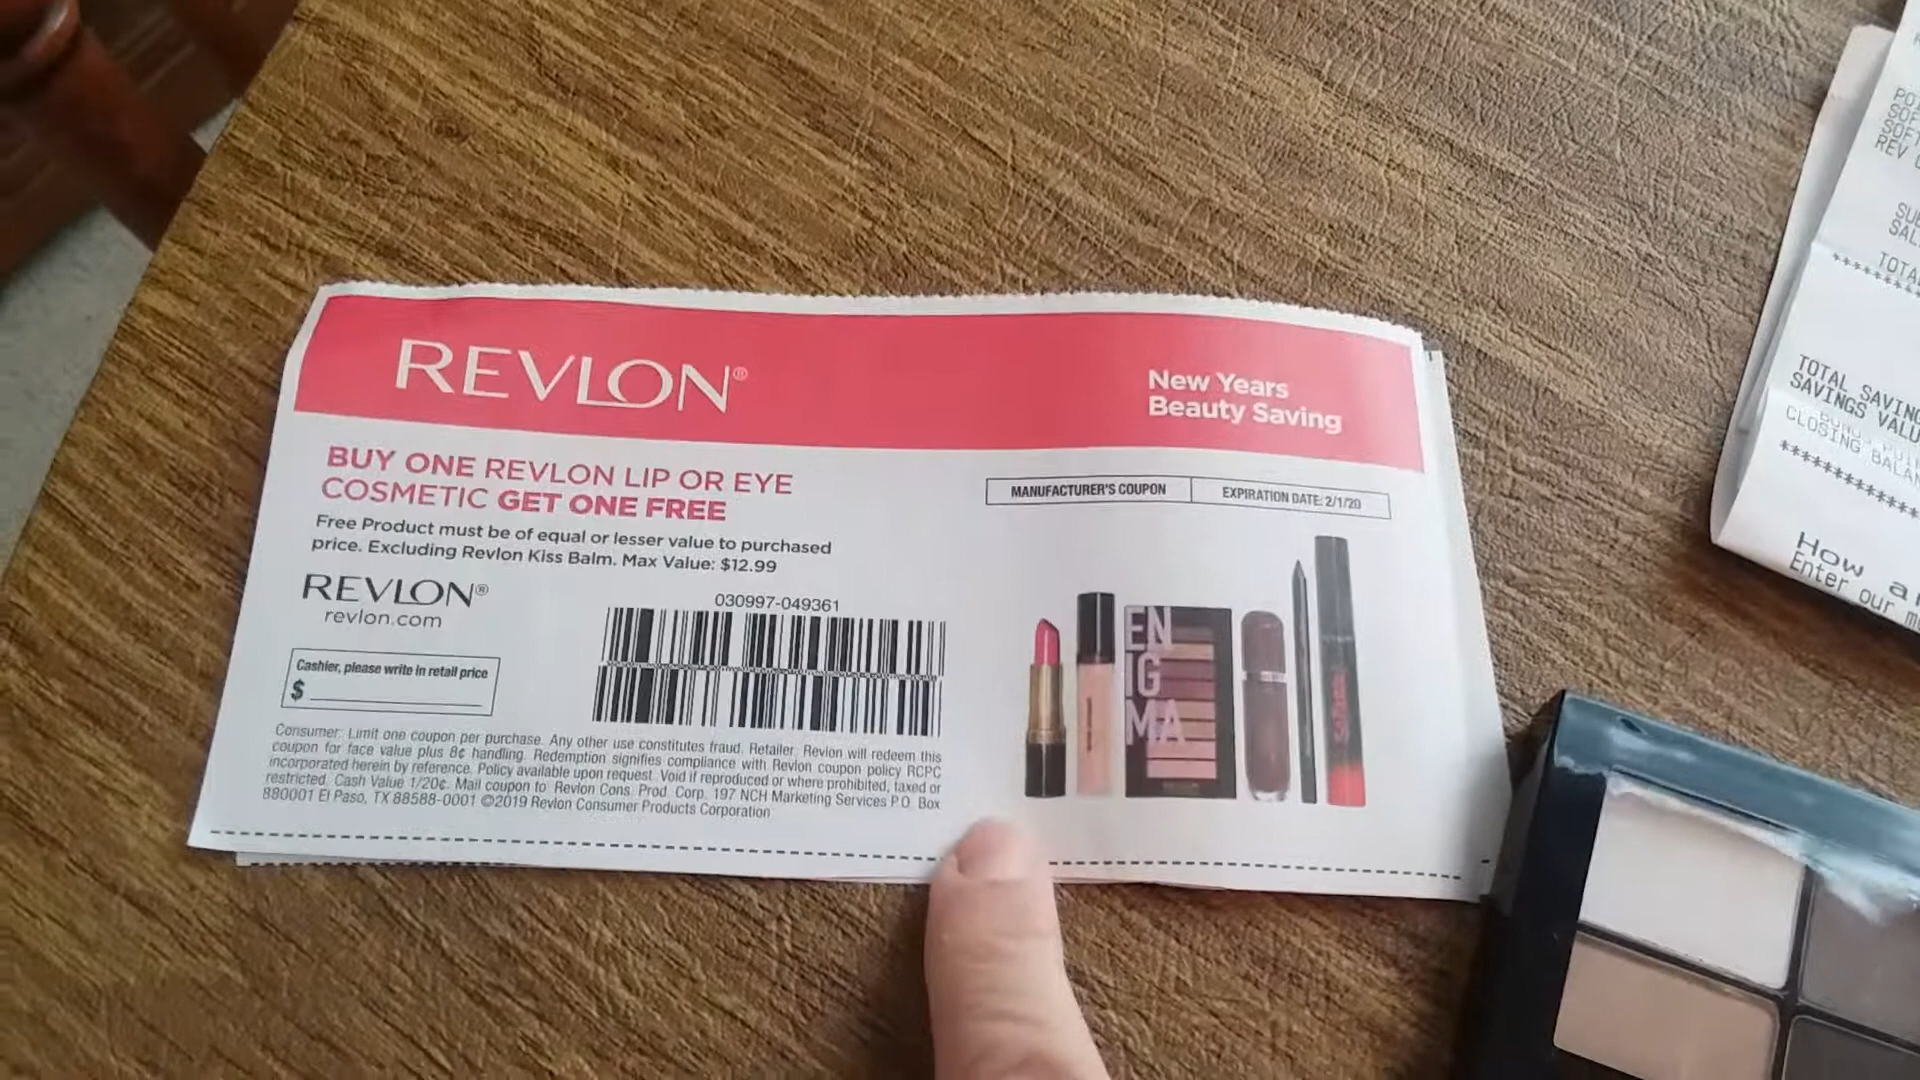 REVLON®
New Years
Beauty Saving
BUY ONE REVLON LIP OR EYE
COSMETIC GET ONE FREE
Free Product must be of equal or lesser value to purchased
price. Excluding Revlon Kiss Balm. Max Value: $12.99
REVLON®
revlon.com
Cashier, please write in retail price
$
030997-049361
MANUFACTURER'S COUPON
EXPIRATION DATE: 2/1/20
EN
IG
MA
Consumer: Limit one coupon per purchase. Any other use constitutes fraud. Retailer: Revlon will redeem this
coupon for face value plus 8¢ handling. Redemption signifies compliance with Revlon coupon policy RCPC
incorporated herein by reference. Policy available upon request. Void if reproduced or where prohibited, taxed or
restricted. Cash Value 1/20¢. Mail coupon to: Revlon Cons. Prod. Corp. 197 NCH Marketing Services P.O. Box
880001 El Paso, TX 88588-0001 ©2019 Revlon Consumer Products Corporation
REV
TOTAL
SAVINGS
CLOSING
How
Enter our